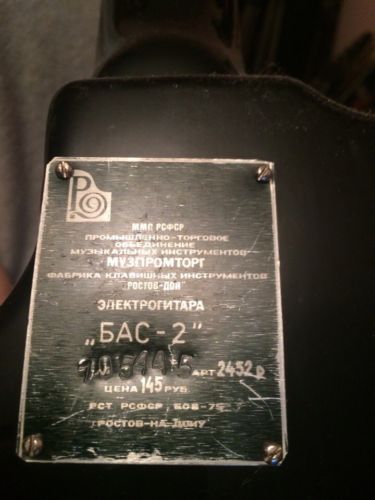 ММП РСФСР
ПРОМЫШЛЕННО-ТОРГОВОЕ
ОБЪЕДИНЕНИЕ
МУЗЫКАЛЬНЫХ ИНСТРУМЕНТОВ
МУЗПРОМТОРГ
ФАБРИКА КЛАВИШНЫХ ИНСТРУМЕНТОВ
"РОСТОВ-ДОН"
ЭЛЕКТРОГИТАРА
„БАС-2"
АРТ 2452р
ЦЕНА 145 РУБ
РСТ РСФСР 608-75
РОСТОВ-НА-ДОНУ